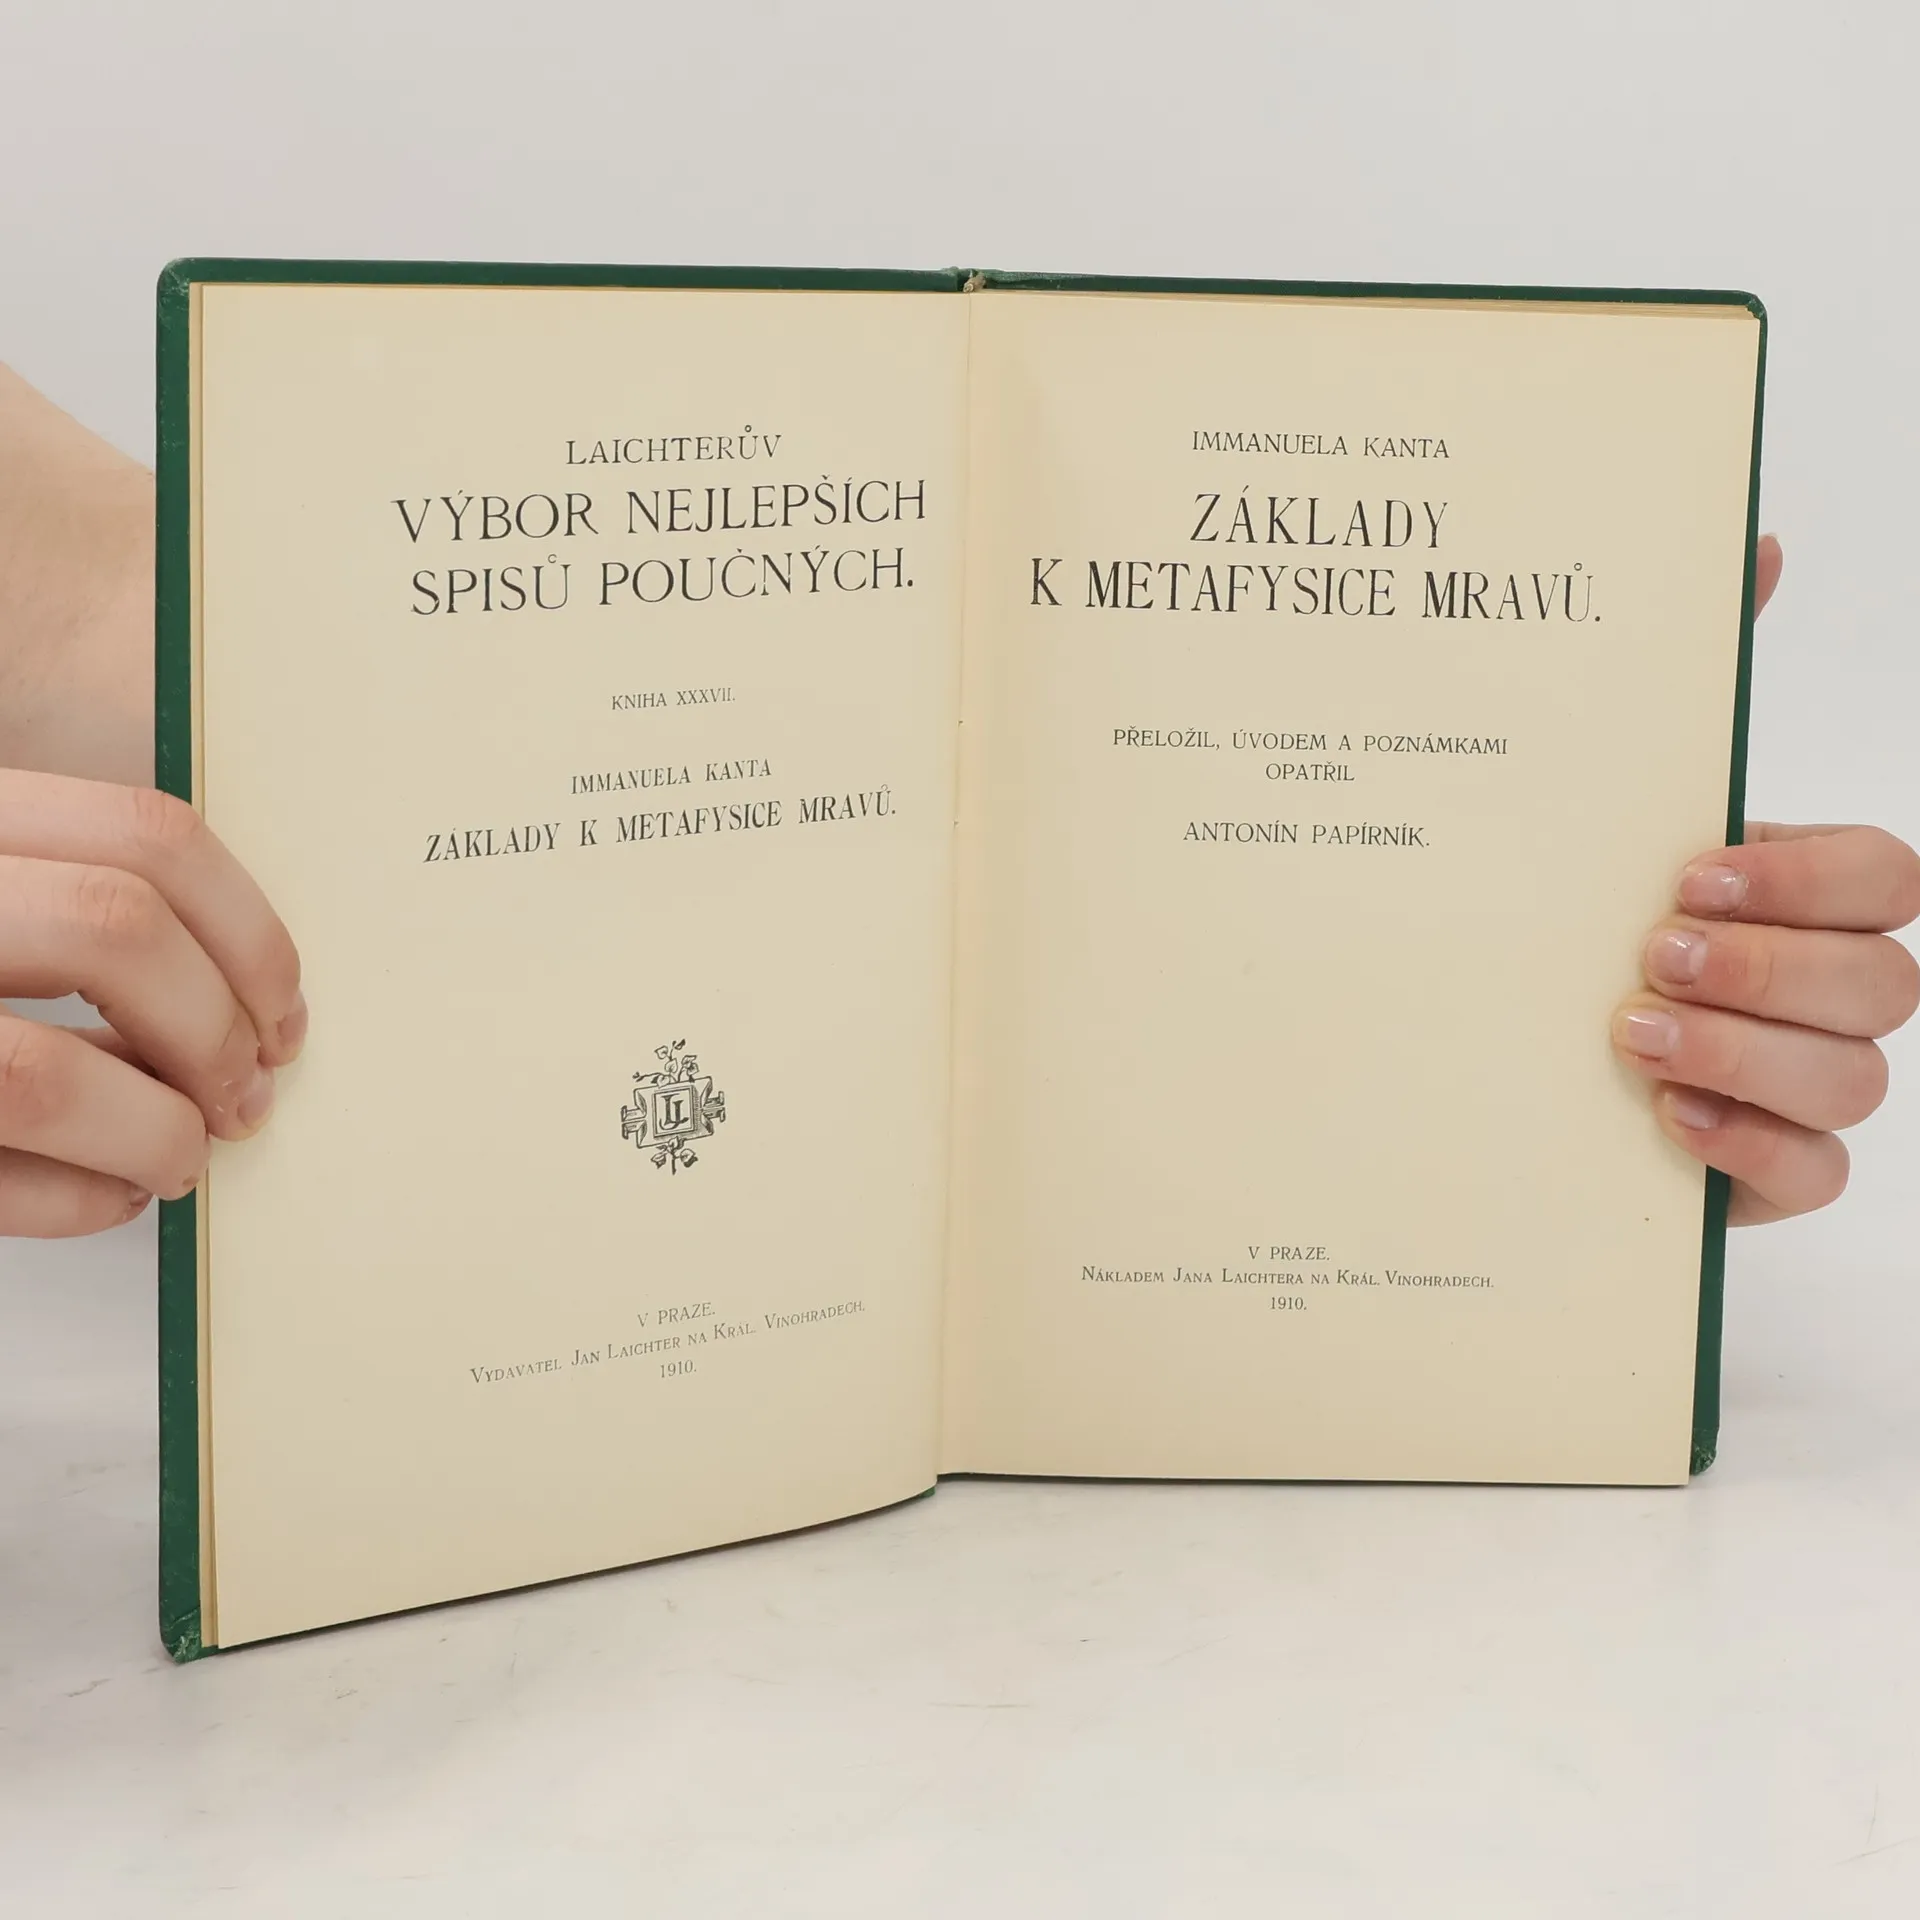 LAICHTERŮV
VÝBOR NEJLEPŠÍCH
SPISŮ POUČNÝCH.
KNIHA XXXVII.
IMMANUELA KANTA
ZÁKLADY K METAFYSICE MRAVŮ.
JL
V PRAZE.
VYDAVATEL JAN LAICHTER NA KRÁL. VINOHRADECH.
1910.
IMMANUELA KANTA
ZÁKLADY
K METAFYSICE MRAVŮ.
PŘELOŽIL, ÚVODEM A POZNÁMKAMI
OPATŘIL
ANTONÍN PAPÍRNÍK.
V PRAZE.
NÁKLADEM JANA LAICHTERA NA KRÁL. VINOHRADECH.
1910.